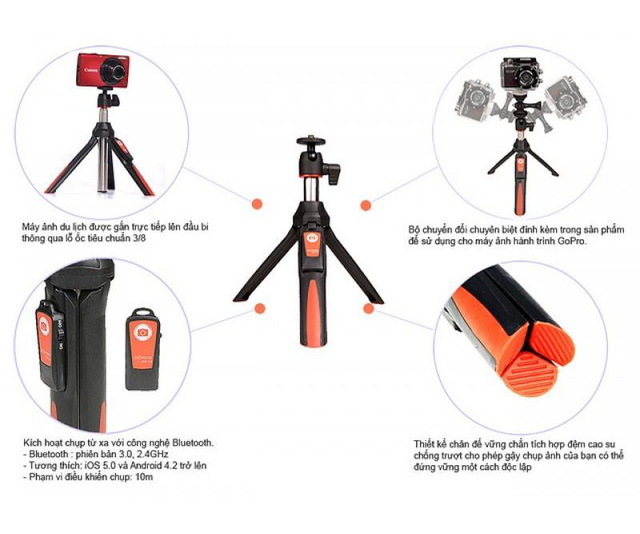 Canon
Máy ảnh du lịch được gắn trực tiếp lên đầu bi
thông qua lỗ ốc tiêu chuẩn 3/8
Bộ chuyển đổi chuyên biệt đính kèm trong sản phẩm
để sử dụng cho máy ảnh hành trình GoPro.
Kích hoạt chụp từ xa với công nghệ Bluetooth.
- Bluetooth : phiên bản 3.0, 2.4GHz
- Tương thích: iOS 5.0 và Android 4.2 trở lên
- Phạm vi điều khiển chụp: 10m
Thiết kế chân đế vững chắn tích hợp đệm cao su
chống trượt cho phép gậy chụp ảnh của bạn có thể
đứng vững một cách độc lập